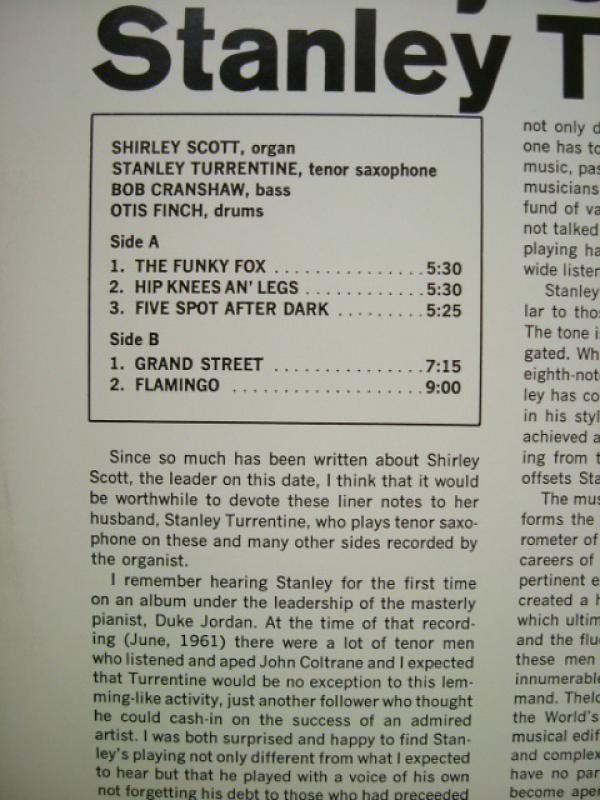 Stanley T
SHIRLEY SCOTT, organ
STANLEY TURRENTINE, tenor saxophone
BOB CRANSHAW, bass
OTIS FINCH, drums
Side A
1. THE FUNKY FOX ............... 5:30
2. HIP KNEES AN' LEGS ............ 5:30
3. FIVE SPOT AFTER DARK ......... 5:25
Side B
1. GRAND STREET ............... 7:15
2. FLAMINGO ................... 9:00
Since so much has been written about Shirley
Scott, the leader on this date, I think that it would
be worthwhile to devote these liner notes to her
husband, Stanley Turrentine, who plays tenor saxo-
phone on these and many other sides recorded by
the organist.
I remember hearing Stanley for the first time
on an album under the leadership of the masterly
pianist, Duke Jordan. At the time of that record-
ing (June, 1961) there were a lot of tenor men
who listened and aped John Coltrane and I expected
that Turrentine would be no exception to this lem-
ming-like activity, just another follower who thought
he could cash-in on the success of an admired
artist. I was both surprised and happy to find Stan-
ley's playing not only different from what I expected
to hear but that he played with a voice of his own
not forgetting his debt to those who had preceeded
not only d
one has to
music, pas
musicians
fund of va
not talked
playing ha
wide listen
Stanley
lar to tho
The tone i
gated. Wh
eighth-note
ley has co
in his styl
achieved a
ing from t
offsets Sta
The mus
forms the
rometer of
careers of
pertinent e
created a h
which ultim
and the flu
these men
innumerable
mand. Thelo
the World's
musical edif
and complex
have no par
become aper